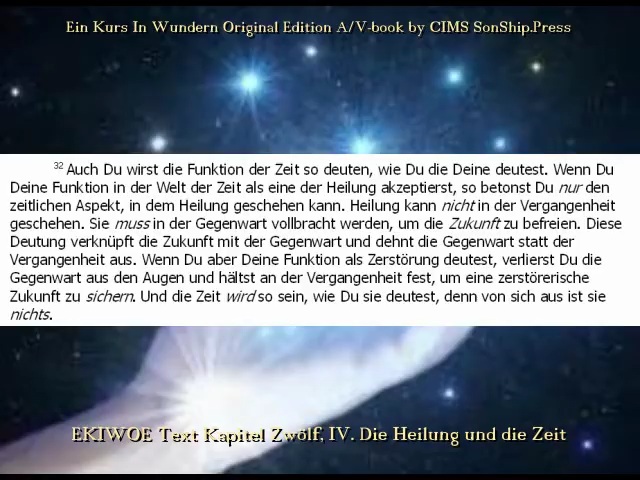 Ein Kurs In Wundern Original Edition A/V-book by CIMS SonShip.Press
32 Auch Du wirst die Funktion der Zeit so deuten, wie Du die Deine deutest. Wenn Du
Deine Funktion in der Welt der Zeit als eine der Heilung akzeptierst, so betonst Du nur den
zeitlichen Aspekt, in dem Heilung geschehen kann. Heilung kann nicht in der Vergangenheit
geschehen. Sie muss in der Gegenwart vollbracht werden, um die Zukunft zu befreien. Diese
Deutung verknüpft die Zukunft mit der Gegenwart und dehnt die Gegenwart statt der
Vergangenheit aus. Wenn Du aber Deine Funktion als Zerstörung deutest, verlierst Du die
Gegenwart aus den Augen und hältst an der Vergangenheit fest, um eine zerstörerische
Zukunft zu sichern. Und die Zeit wird so sein, wie Du sie deutest, denn von sich aus ist sie
nichts.
EKIWOE Text Kapitel Zwölf, IV. Die Heilung und die Zeit